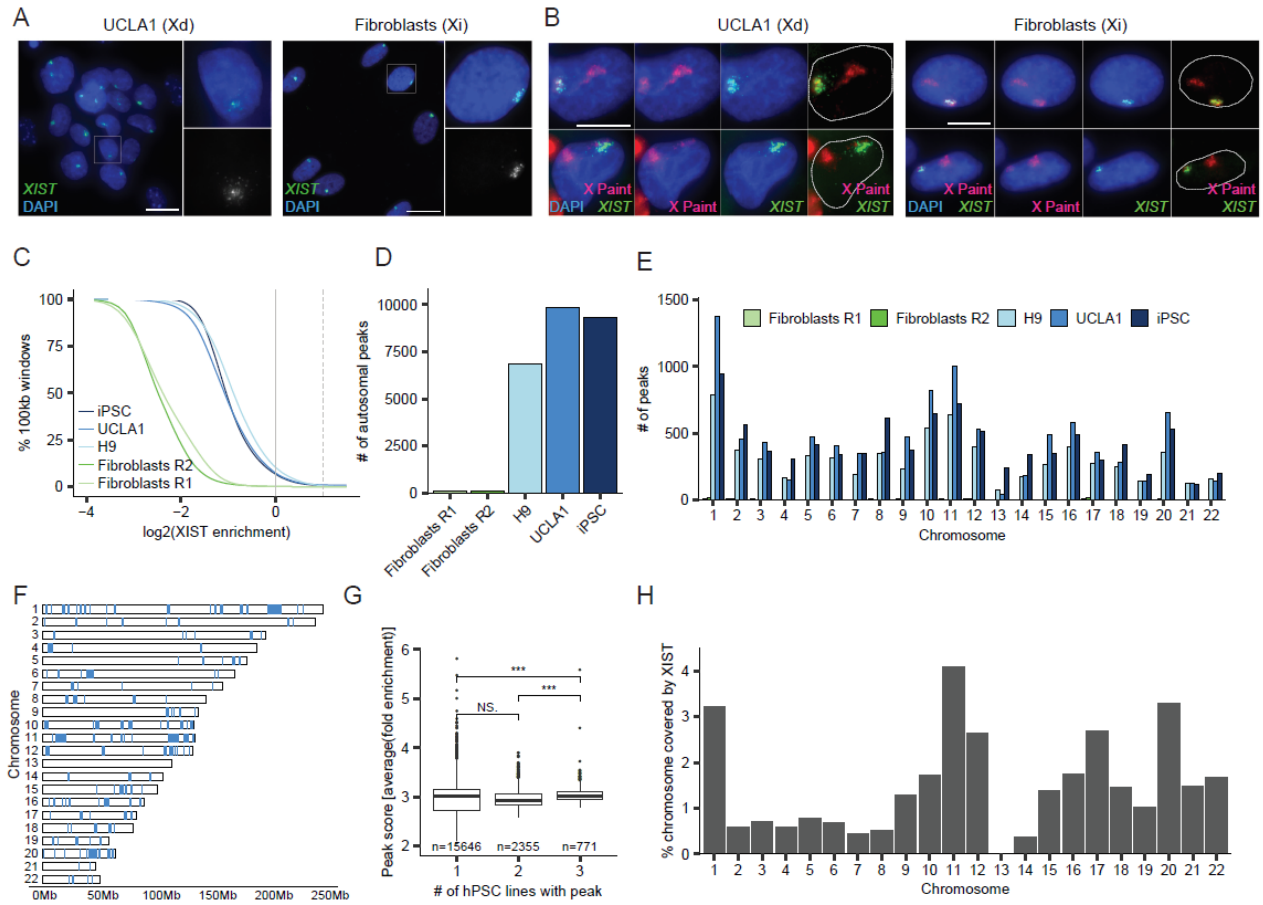 A
UCLA1 (Xd)
Fibroblasts (Xi)
XIST
DAPI
B
UCLA1 (Xd)
Fibroblasts (Xi)
DAPI
X Paint
XIST
X Paint
XIST
X Paint
XIST
DAPI
X Paint
XIST
X Paint
XIST
X Paint
XIST
C
% 100kb windows
100
75
50
25
0
iPSC
UCLA1
H9
Fibroblasts R2
Fibroblasts R1
−4
−2
0
log2(XIST enrichment)
D
# of autosomal peaks
10000
7500
5000
2500
0
Fibroblasts R1
Fibroblasts R2
H9
UCLA1
iPSC
E
# of peaks
1500
1000
500
0
Fibroblasts R1
Fibroblasts R2
H9
UCLA1
iPSC
1 2 3 4 5 6 7 8 9 10 11 12 13 14 15 16 17 18 19 20 21 22
Chromosome
F
Chromosome
1
2
3
4
5
6
7
8
9
10
11
12
13
14
15
16
17
18
19
20
21
22
0Mb 50Mb 100Mb 150Mb 200Mb 250Mb
G
Peak score [average(fold enrichment)]
6
5
4
3
2
***
***
NS.
n=15646 n=2355 n=771
1 2 3
# of hPSC lines with peak
H
% chromosome covered by XIST
4
3
2
1
0
1 2 3 4 5 6 7 8 9 10 11 12 13 14 15 16 17 18 19 20 21 22
Chromosome